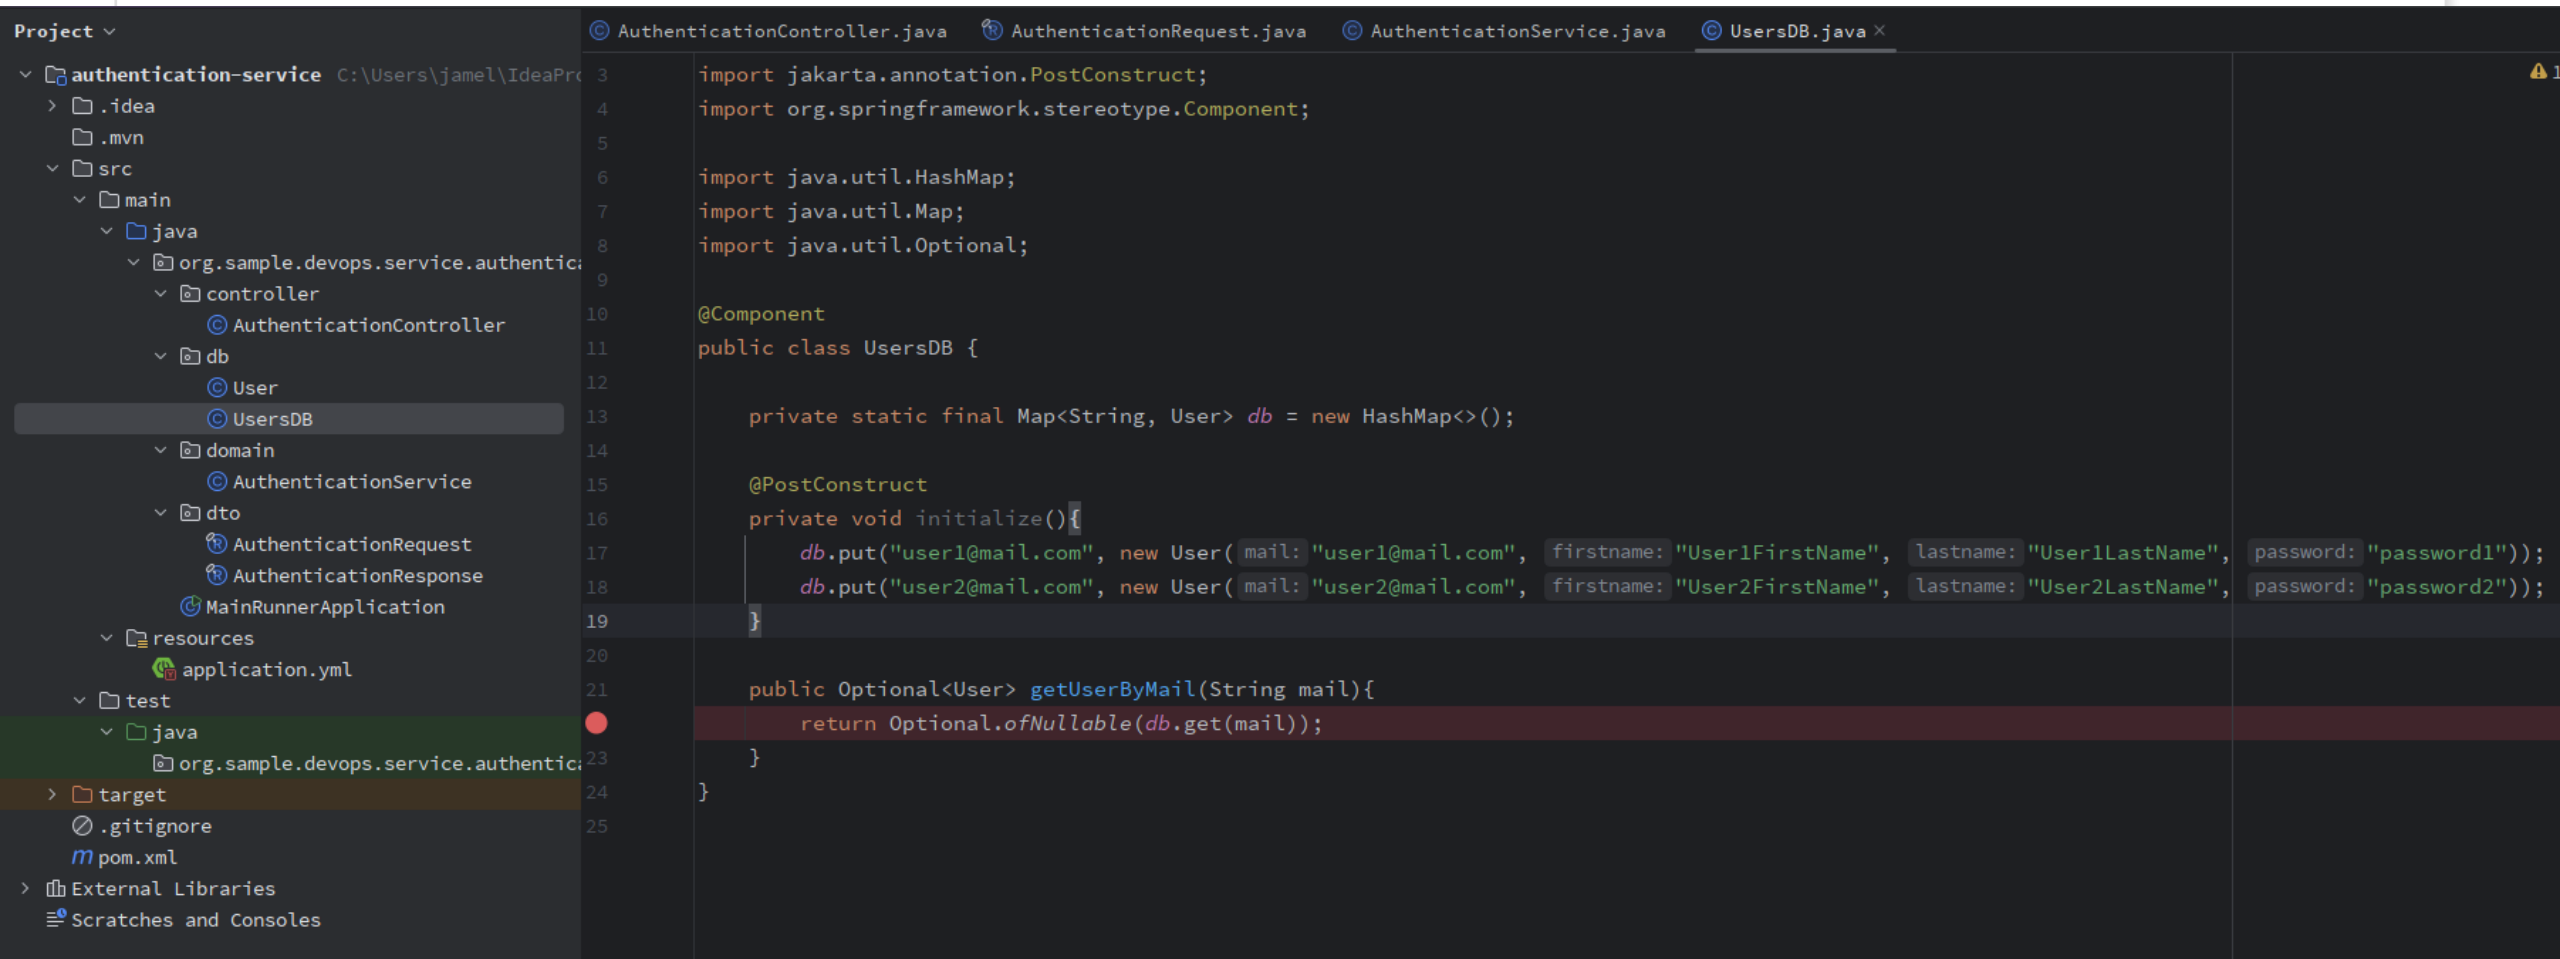 Project
authentication-service C:\Users\jamel\IdeaPro
.idea
.mvn
src
main
java
org.sample.devops.service.authentica
controller
AuthenticationController
db
User
UsersDB
domain
AuthenticationService
dto
AuthenticationRequest
AuthenticationResponse
MainRunnerApplication
resources
application.yml
test
java
org.sample.devops.service.authentica
target
.gitignore
pom.xml
External Libraries
Scratches and Consoles
AuthenticationController.java AuthenticationRequest.java AuthenticationService.java UsersDB.java
1
3 import jakarta.annotation.PostConstruct;
4 import org.springframework.stereotype.Component;
5
6 import java.util.HashMap;
7 import java.util.Map;
8 import java.util.Optional;
9
10 @Component
11 public class UsersDB {
12
13 private static final Map<String, User> db = new HashMap<>();
14
15 @PostConstruct
16 private void initialize(){
17 db.put("user1@mail.com", new User( mail: "user1@mail.com", firstname: "User1FirstName", lastname: "User1LastName", password: "password1"));
18 db.put("user2@mail.com", new User( mail: "user2@mail.com", firstname: "User2FirstName", lastname: "User2LastName", password: "password2"));
19 }
20
21 public Optional<User> getUserByMail(String mail){
return Optional.ofNullable(db.get(mail));
23 }
24 }
25